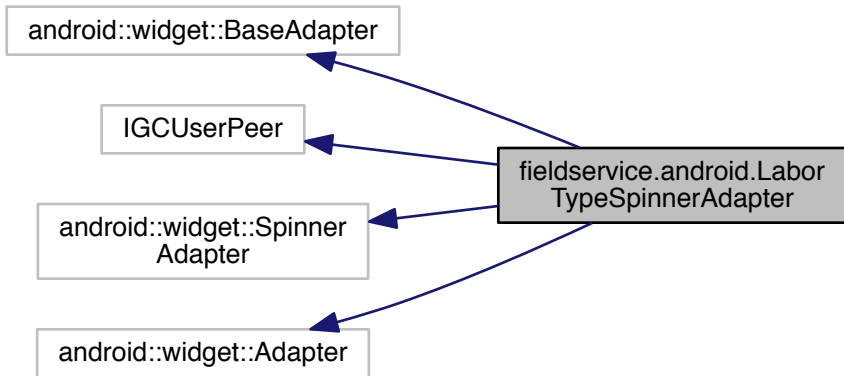 android::widget::BaseAdapter
IGCUserPeer
fieldservice.android.Labor
TypeSpinnerAdapter
android::widget::Spinner
Adapter
android::widget::Adapter